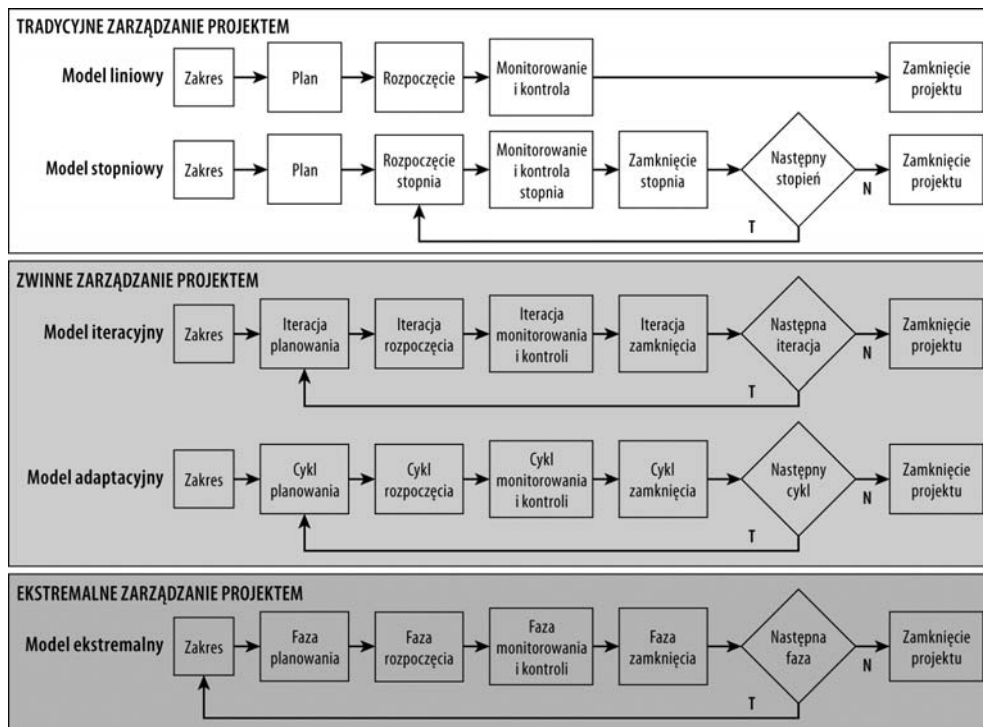 TRADYCYJNE ZARZĄDZANIE PROJEKTEM
Model liniowy
Zakres
Plan
Rozpoczęcie
Monitorowanie
i kontrola
Zamknięcie
projektu
Model stopniowy
Zakres
Plan
Rozpoczęcie
stopnia
Monitorowanie
i kontrola
stopnia
Zamknięcie
stopnia
Następny
stopień
N
T
Zamknięcie
projektu
ZWINNE ZARZĄDZANIE PROJEKTEM
Model iteracyjny
Zakres
Iteracja
planowania
Iteracja
rozpoczęcia
Iteracja
monitorowania
i kontroli
Iteracja
zamknięcia
Następna
iteracja
N
T
Zamknięcie
projektu
Model adaptacyjny
Zakres
Cykl
planowania
Cykl
rozpoczęcia
Cykl
monitorowania
i kontroli
Cykl
zamknięcia
Następny
cykl
N
T
Zamknięcie
projektu
EKSTREMALNE ZARZĄDZANIE PROJEKTEM
Model ekstremalny
Zakres
Faza
planowania
Faza
rozpoczęcia
Faza
monitorowania
i kontroli
Faza
zamknięcia
Następna
faza
N
T
Zamknięcie
projektu